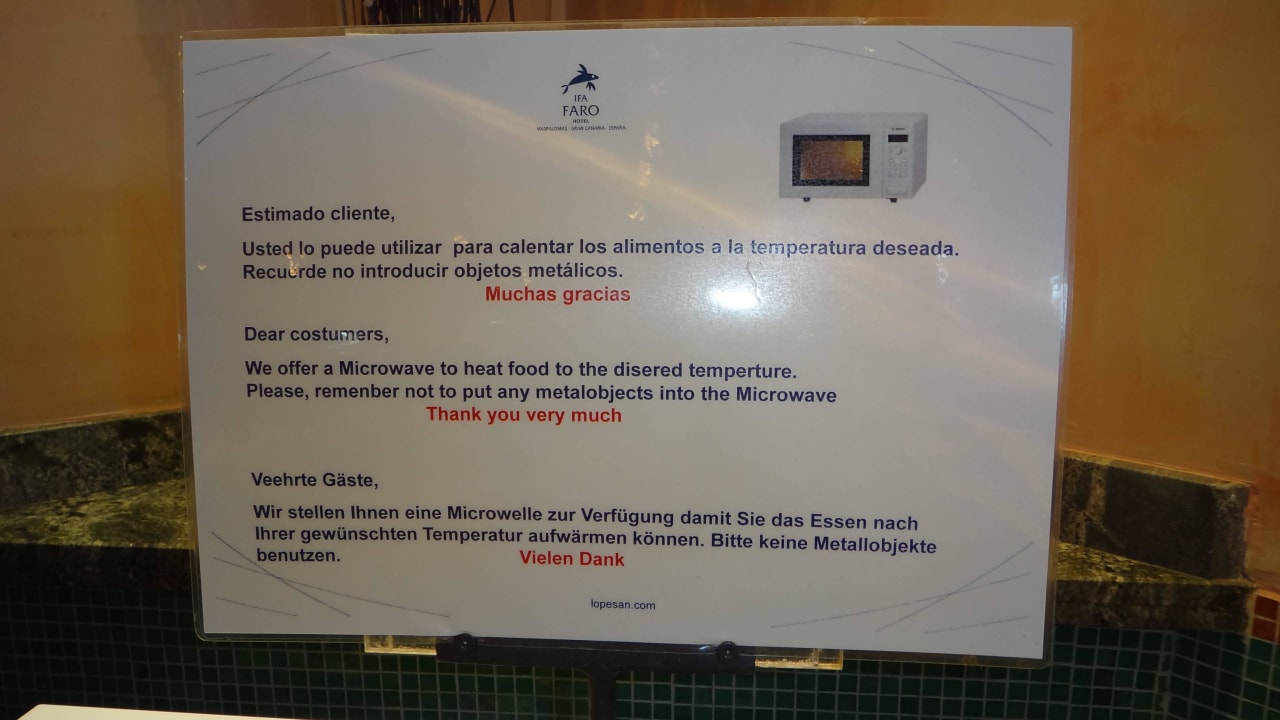 IFA
FARO
HOTEL
MASPALOMAS - GRAN CANARIA - ESPAÑA
Estimado cliente,
Usted lo puede utilizar para calentar los alimentos a la temperatura deseada.
Recuerde no introducir objetos metálicos.
Muchas gracias
Dear costumers,
We offer a Microwave to heat food to the disered temperture.
Please, remenber not to put any metalobjects into the Microwave
Thank you very much
Veehrte Gäste,
Wir stellen Ihnen eine Microwelle zur Verfügung damit Sie das Essen nach
Ihrer gewünschten Temperatur aufwärmen können. Bitte keine Metallobjekte
benutzen. Vielen Dank
lopesan.com